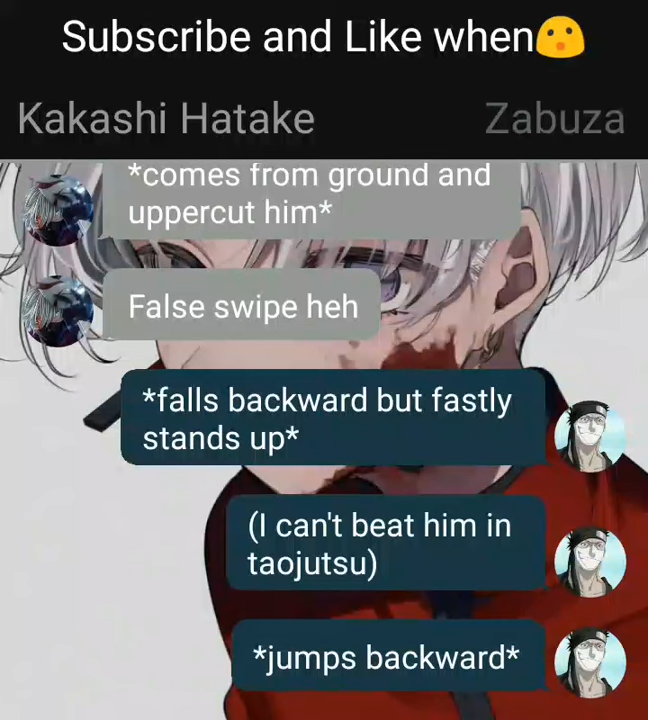 Subscribe and Like when😮
Kakashi Hatake
Zabuza
*comes from ground and
uppercut him*
False swipe heh
*falls backward but fastly
stands up*
(I can't beat him in
taojutsu)
*jumps backward*